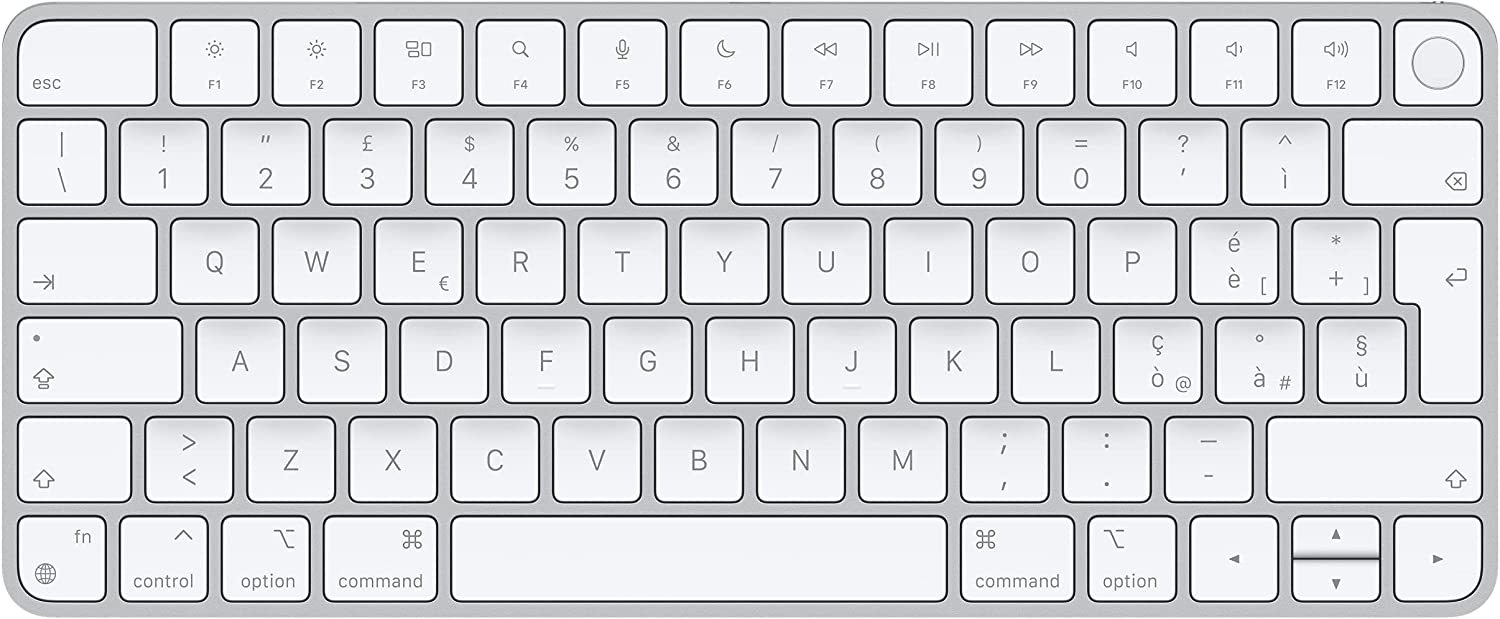 esc F1 F2 F3 F4 F5 F6 F7 F8 F9 F10 F11 F12
| ! " £ $ % & / ( ) = ? ^
\ 1 2 3 4 5 6 7 8 9 0 ' ì
Q W E € R T Y U I O P é è [ * + ]
A S D F G H J K L ç ò @ ° à # § ù
> < Z X C V B N M ; , : . — -
fn ^ ⌥ ⌘ ⌘ ⌥
control option command command option